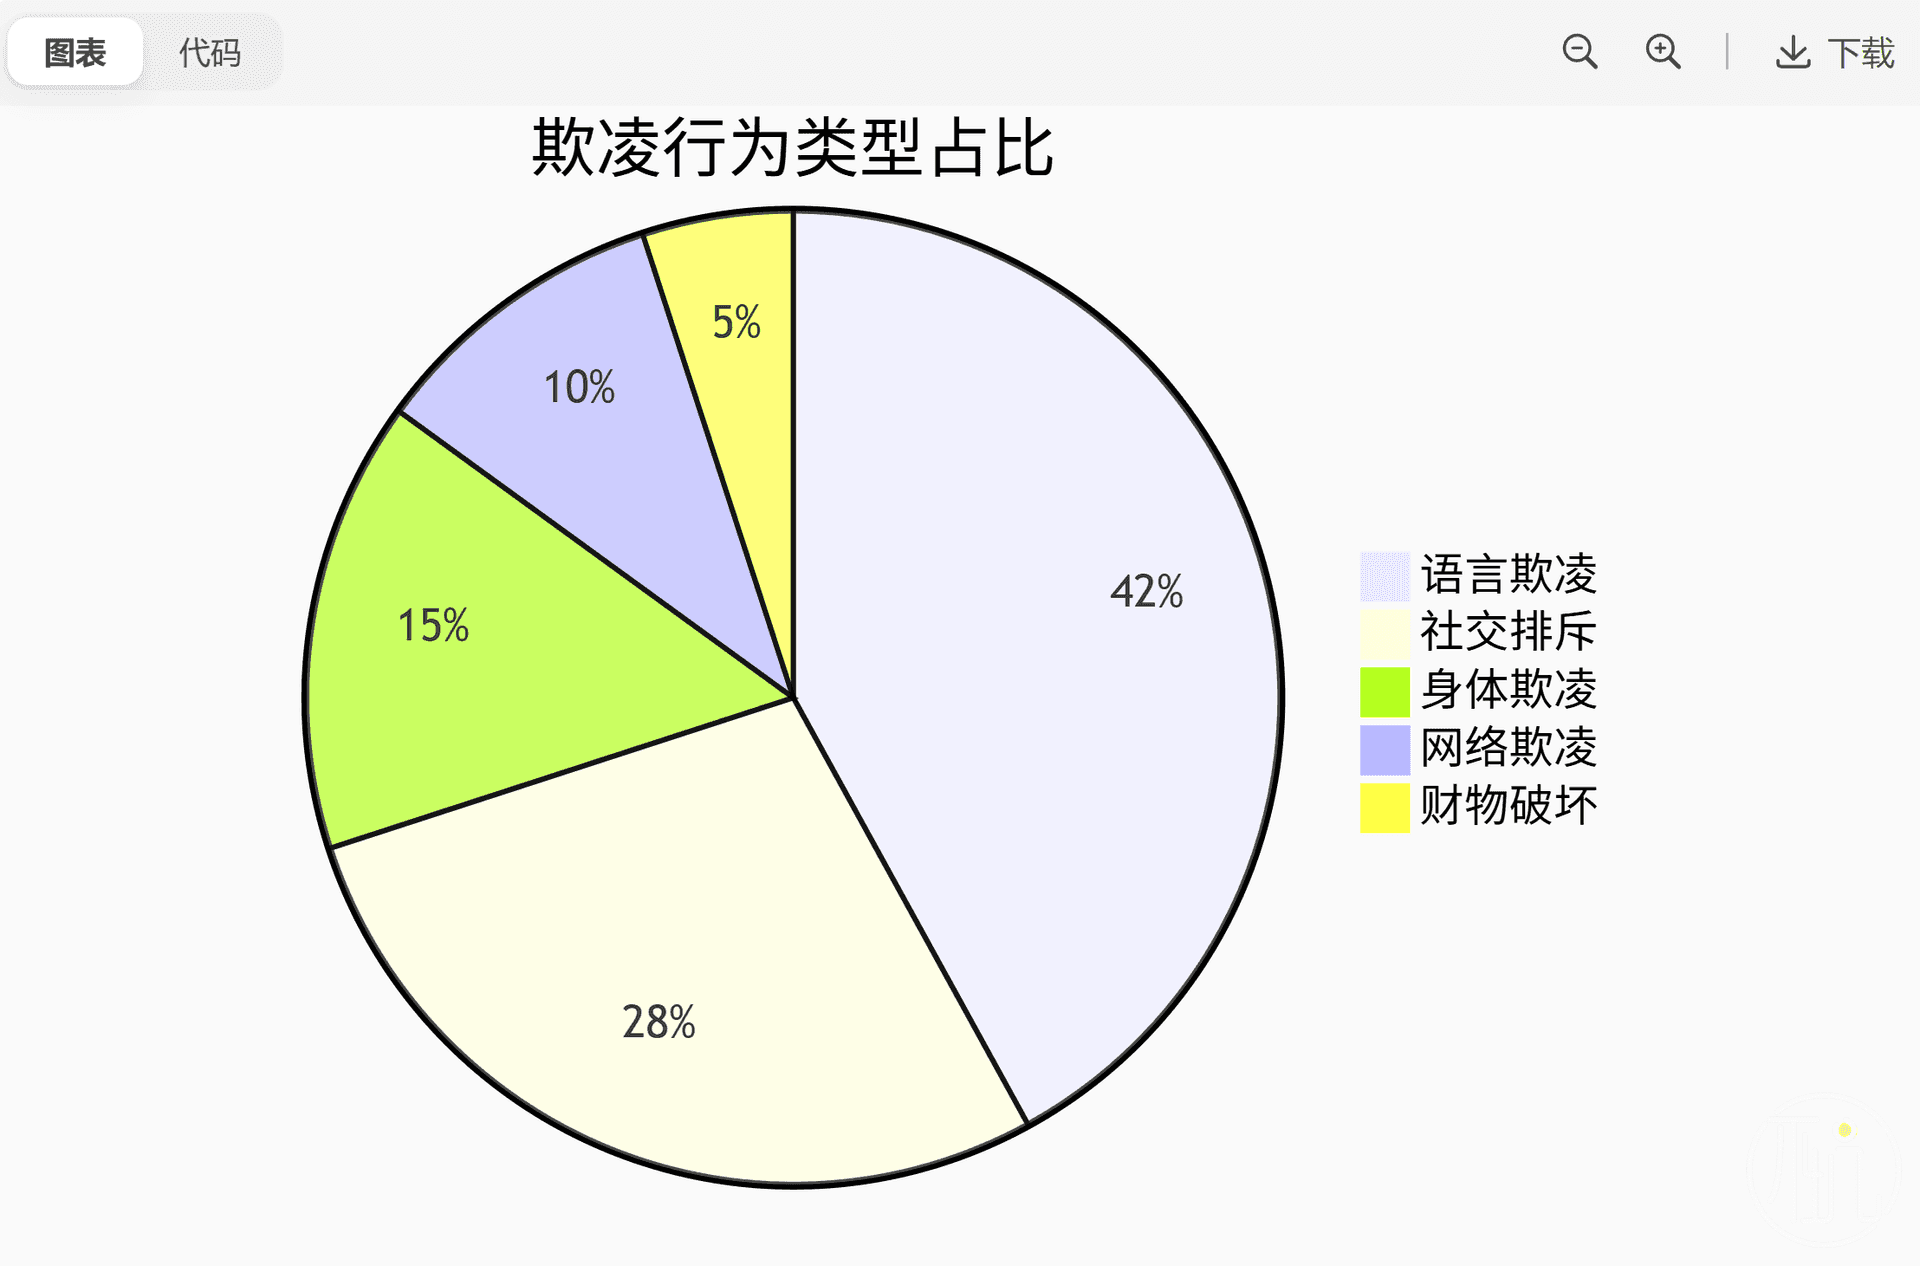 图表 代码 下载
欺凌行为类型占比
5%
10%
42%
15%
28%
语言欺凌
社交排斥
身体欺凌
网络欺凌
财物破坏